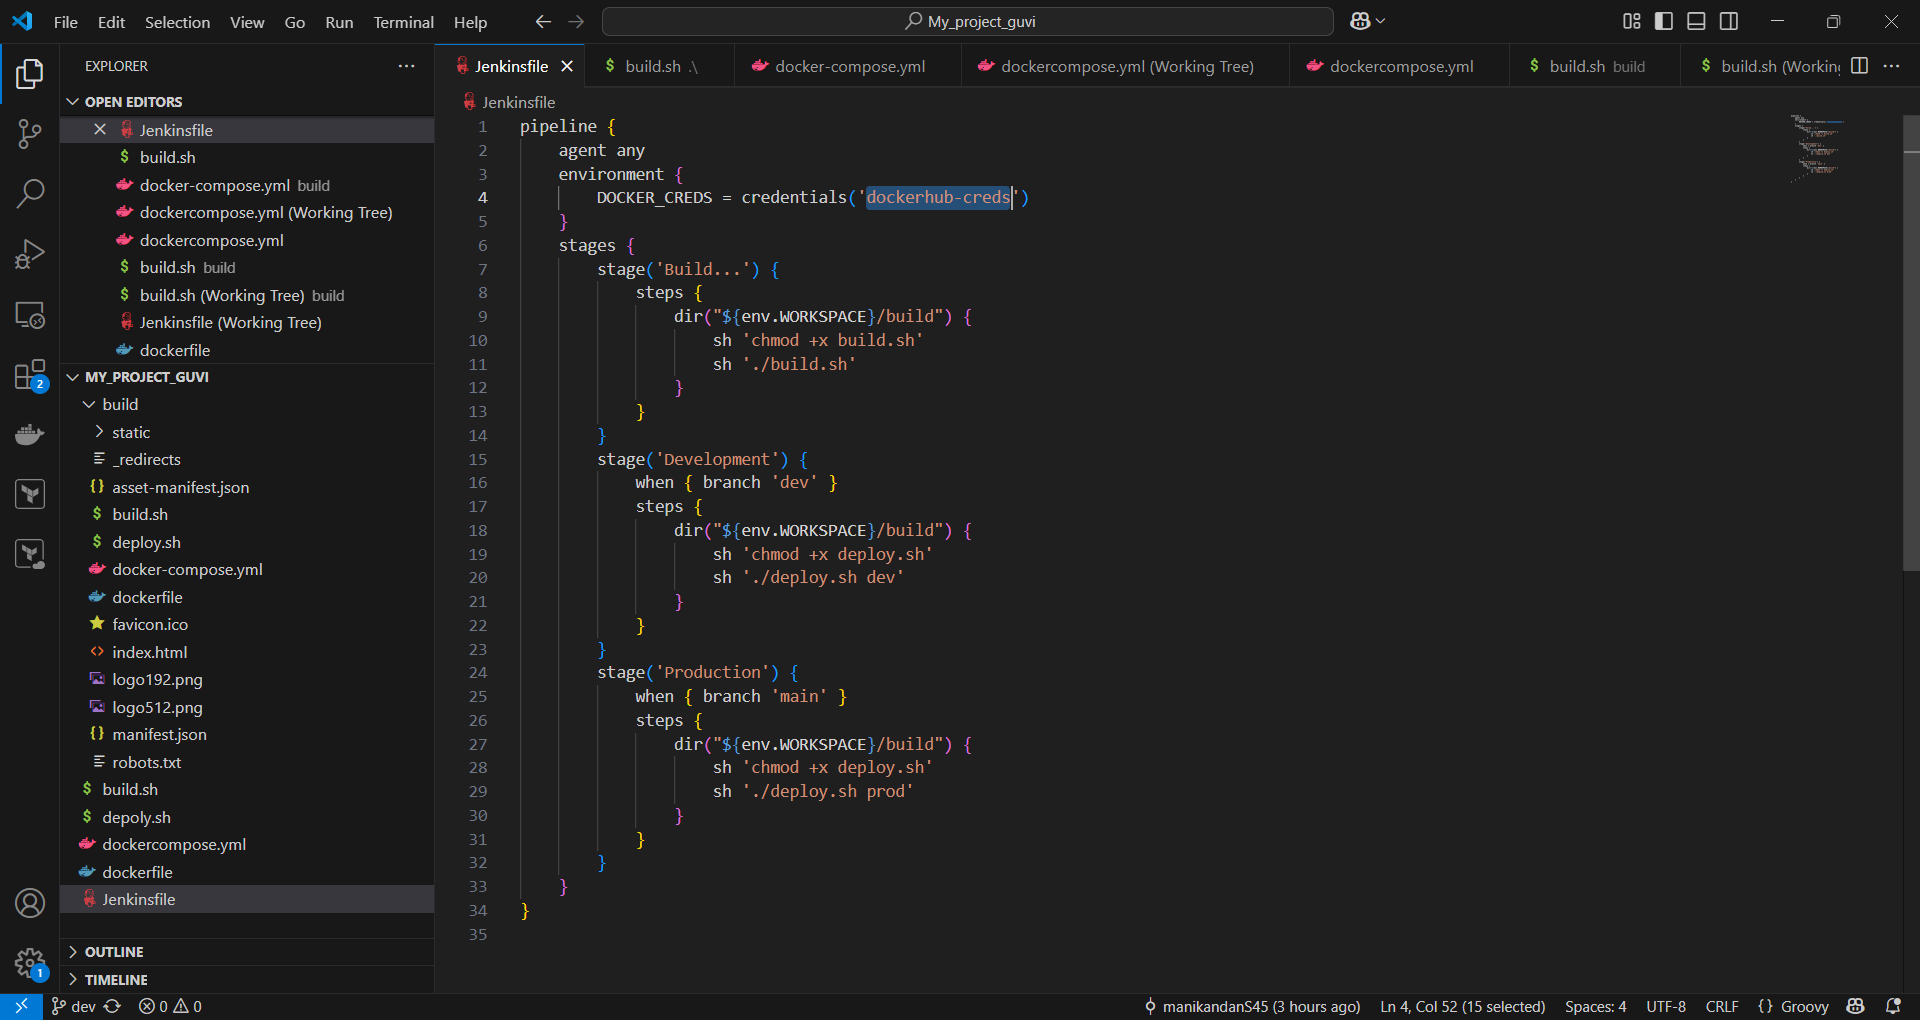 File Edit Selection View Go Run Terminal Help
My_project_guvi
EXPLORER
OPEN EDITORS
Jenkinsfile
build.sh
docker-compose.yml build
dockercompose.yml (Working Tree)
dockercompose.yml
build.sh build
build.sh (Working Tree) build
Jenkinsfile (Working Tree)
dockerfile
MY_PROJECT_GUVI
build
static
_redirects
asset-manifest.json
build.sh
deploy.sh
docker-compose.yml
dockerfile
favicon.ico
index.html
logo192.png
logo512.png
manifest.json
robots.txt
build.sh
depoly.sh
dockercompose.yml
dockerfile
Jenkinsfile
OUTLINE
TIMELINE
2
1
Jenkinsfile build.sh .\ docker-compose.yml dockercompose.yml (Working Tree) dockercompose.yml build.sh build build.sh (Working
Jenkinsfile
1 pipeline {
2 agent any
3 environment {
4 DOCKER_CREDS = credentials('dockerhub-creds')
5 }
6 stages {
7 stage('Build...') {
8 steps {
9 dir("${env.WORKSPACE}/build") {
10 sh 'chmod +x build.sh'
11 sh './build.sh'
12 }
13 }
14 }
15 stage('Development') {
16 when { branch 'dev' }
17 steps {
18 dir("${env.WORKSPACE}/build") {
19 sh 'chmod +x deploy.sh'
20 sh './deploy.sh dev'
21 }
22 }
23 }
24 stage('Production') {
25 when { branch 'main' }
26 steps {
27 dir("${env.WORKSPACE}/build") {
28 sh 'chmod +x deploy.sh'
29 sh './deploy.sh prod'
30 }
31 }
32 }
33 }
34 }
35
dev 0 0 manikandanS45 (3 hours ago) Ln 4, Col 52 (15 selected) Spaces: 4 UTF-8 CRLF {} Groovy